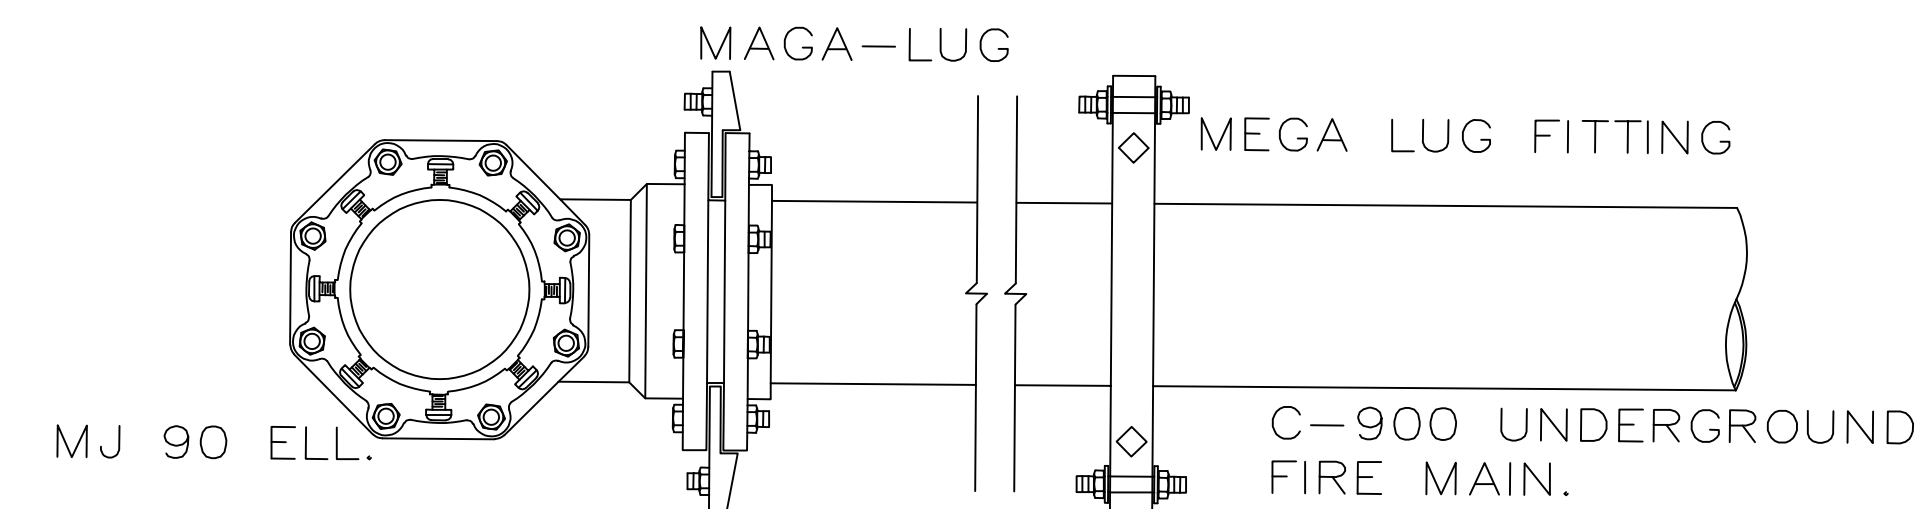 MAGA-LUG
MEGA LUG FITTING
MJ 90 ELL.
C-900 UNDERGROUND
FIRE MAIN.